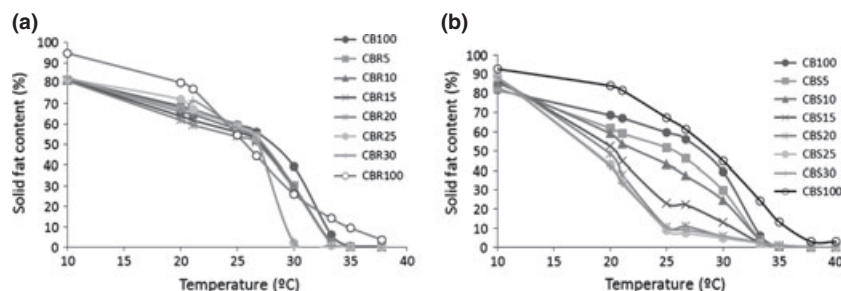 (a)
Solid fat content (%)
100
90
80
70
60
50
40
30
20
10
0
10 15 20 25 30 35 40
Temperature (ºC)
CB100
CBR5
CBR10
CBR15
CBR20
CBR25
CBR30
CBR100
(b)
Solid fat content (%)
100
90
80
70
60
50
40
30
20
10
0
10 15 20 25 30 35 40
Temperature (ºC)
CB100
CBS5
CBS10
CBS15
CBS20
CBS25
CBS30
CBS100